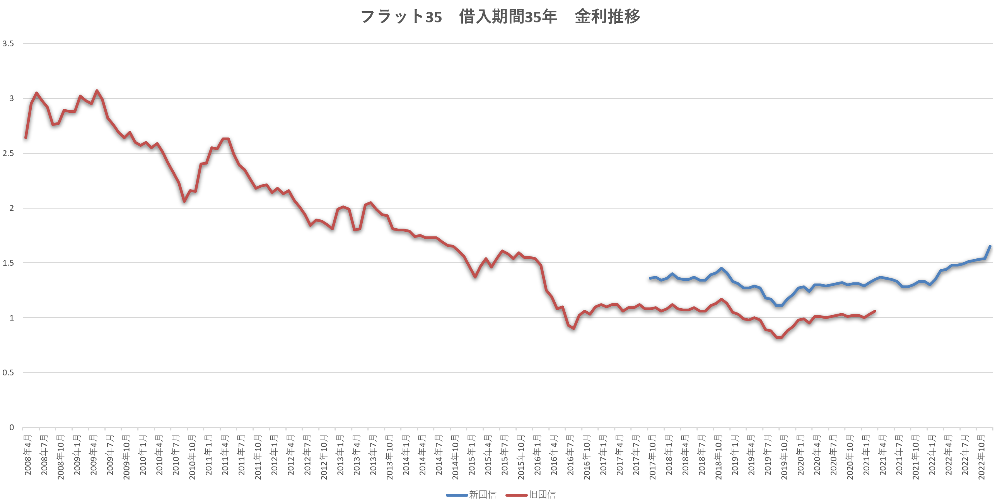 フラット35　借入期間35年　金利推移
3.5
3
2.5
2
1.5
1
0.5
0
2008年4月
2008年7月
2008年10月
2009年1月
2009年4月
2009年7月
2009年10月
2010年1月
2010年4月
2010年7月
2010年10月
2011年1月
2011年4月
2011年7月
2011年10月
2012年1月
2012年4月
2012年7月
2012年10月
2013年1月
2013年4月
2013年7月
2013年10月
2014年1月
2014年4月
2014年7月
2014年10月
2015年1月
2015年4月
2015年7月
2015年10月
2016年1月
2016年4月
2016年7月
2016年10月
2017年1月
2017年4月
2017年7月
2017年10月
2018年1月
2018年4月
2018年7月
2018年10月
2019年1月
2019年4月
2019年7月
2019年10月
2020年1月
2020年4月
2020年7月
2020年10月
2021年1月
2021年4月
2021年7月
2021年10月
2022年1月
2022年4月
2022年7月
2022年10月
新団信
旧団信